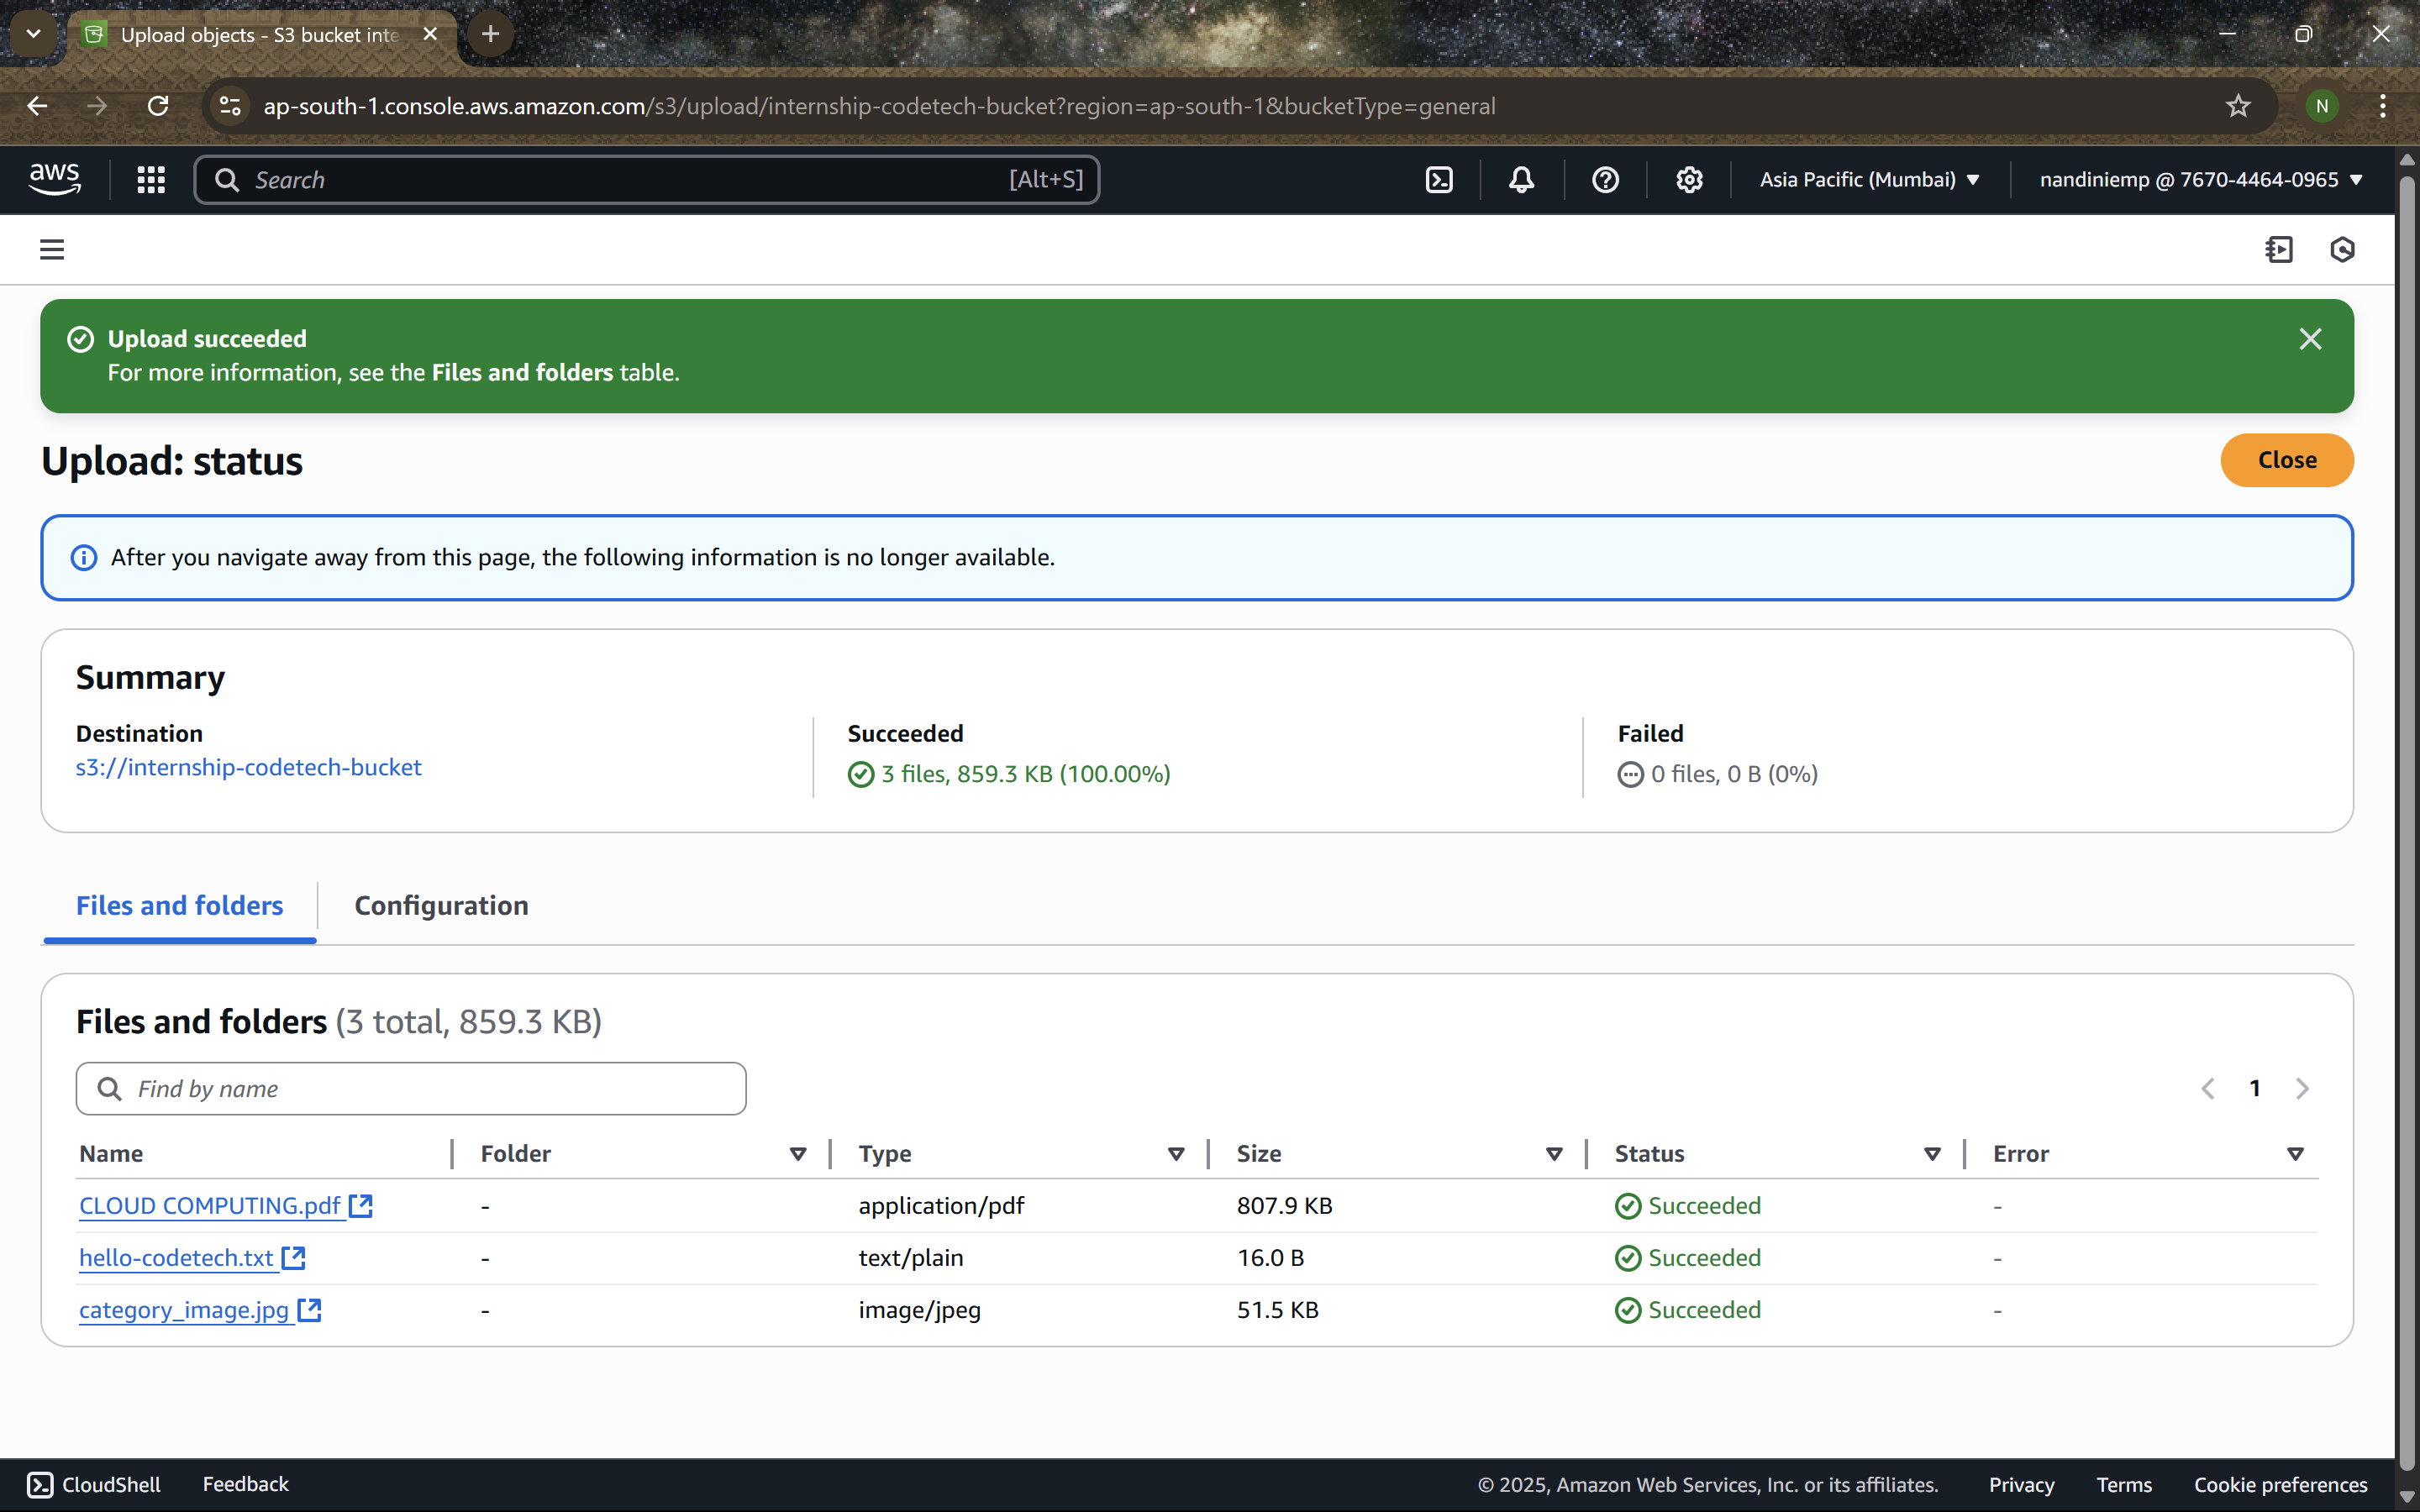 Upload objects - S3 bucket inte
ap-south-1.console.aws.amazon.com/s3/upload/internship-codetech-bucket?region=ap-south-1&bucketType=general
N
aws
Search
[Alt+S]
Asia Pacific (Mumbai)
nandiniemp @ 7670-4464-0965
Upload succeeded
For more information, see the Files and folders table.
Upload: status
Close
After you navigate away from this page, the following information is no longer available.
Summary
Destination
s3://internship-codetech-bucket
Succeeded
3 files, 859.3 KB (100.00%)
Failed
0 files, 0 B (0%)
Files and folders
Configuration
Files and folders (3 total, 859.3 KB)
Find by name
1
Name Folder Type Size Status Error
CLOUD COMPUTING.pdf - application/pdf 807.9 KB Succeeded -
hello-codetech.txt - text/plain 16.0 B Succeeded -
category_image.jpg - image/jpeg 51.5 KB Succeeded -
CloudShell Feedback © 2025, Amazon Web Services, Inc. or its affiliates. Privacy Terms Cookie preferences